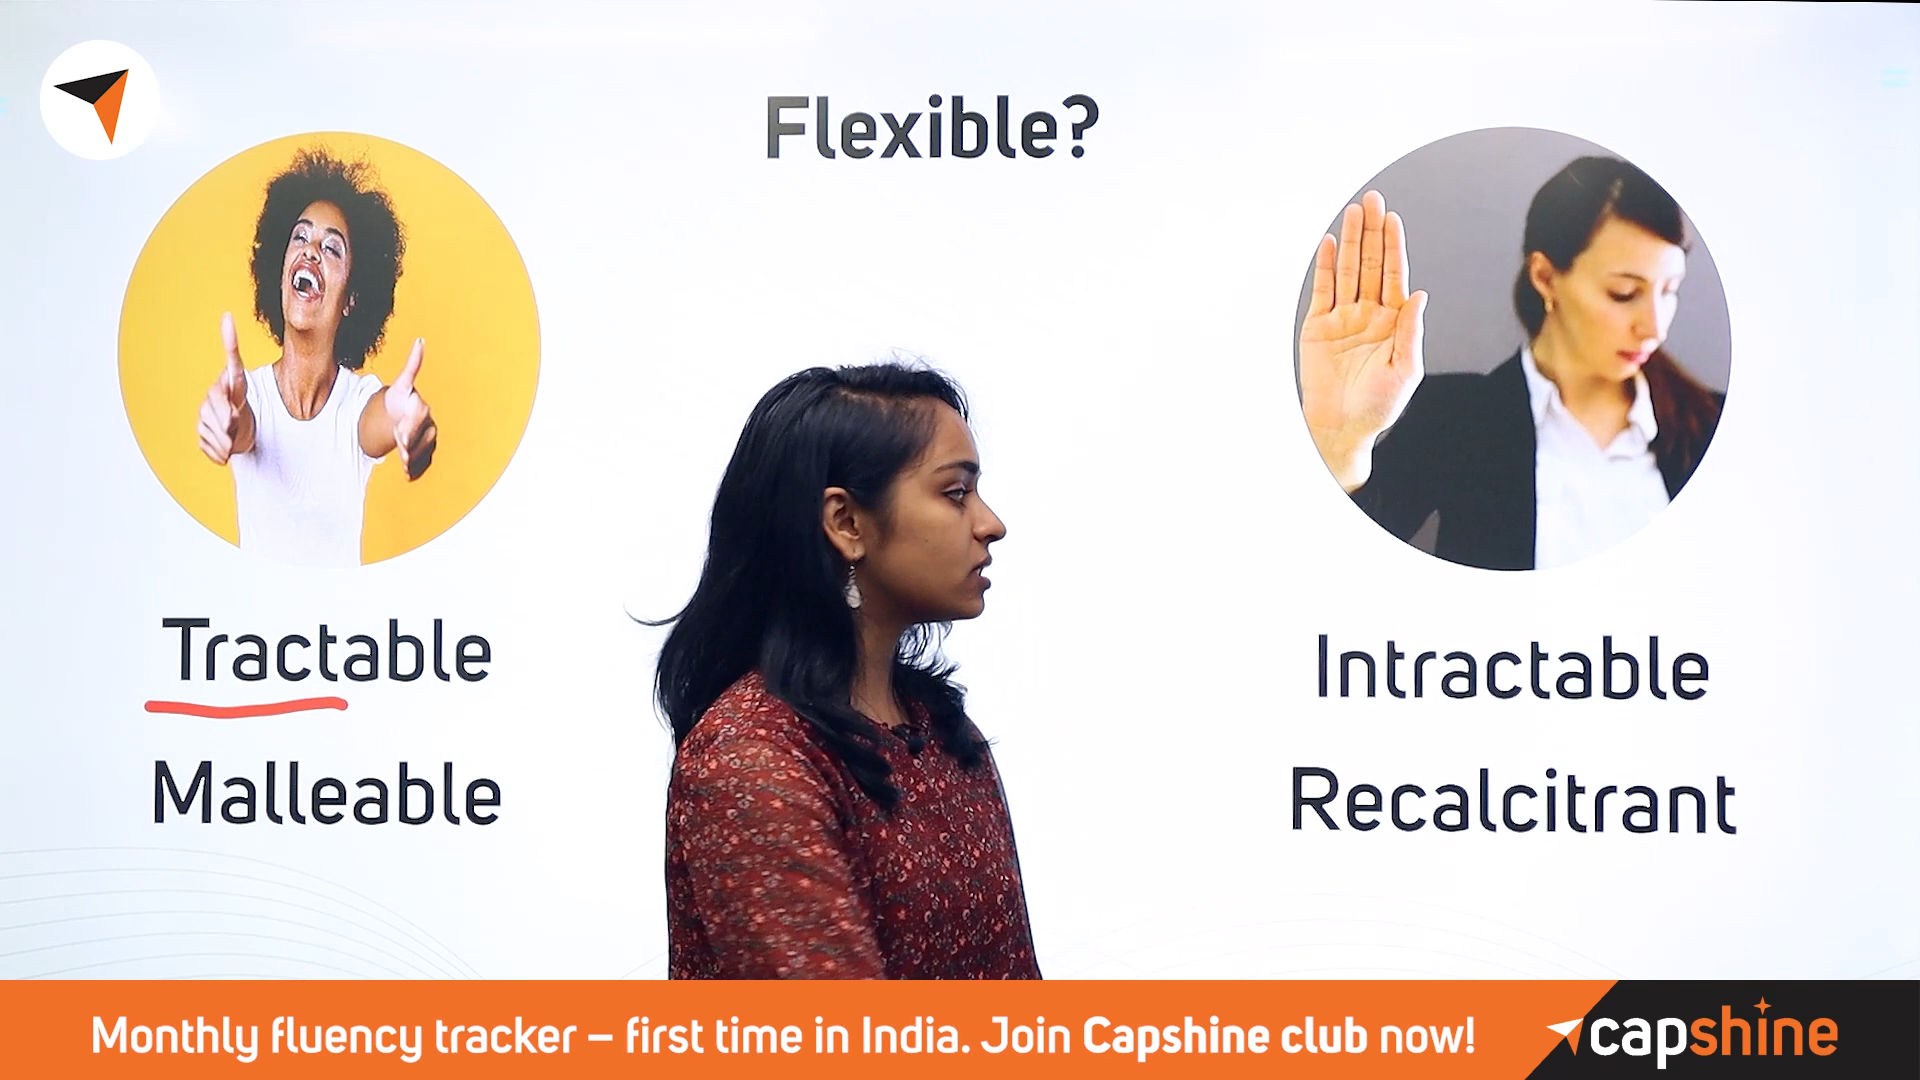 Flexible?
Tractable
Malleable
Intractable
Recalcitrant
Monthly fluency tracker – first time in India. Join Capshine club now!
capshine